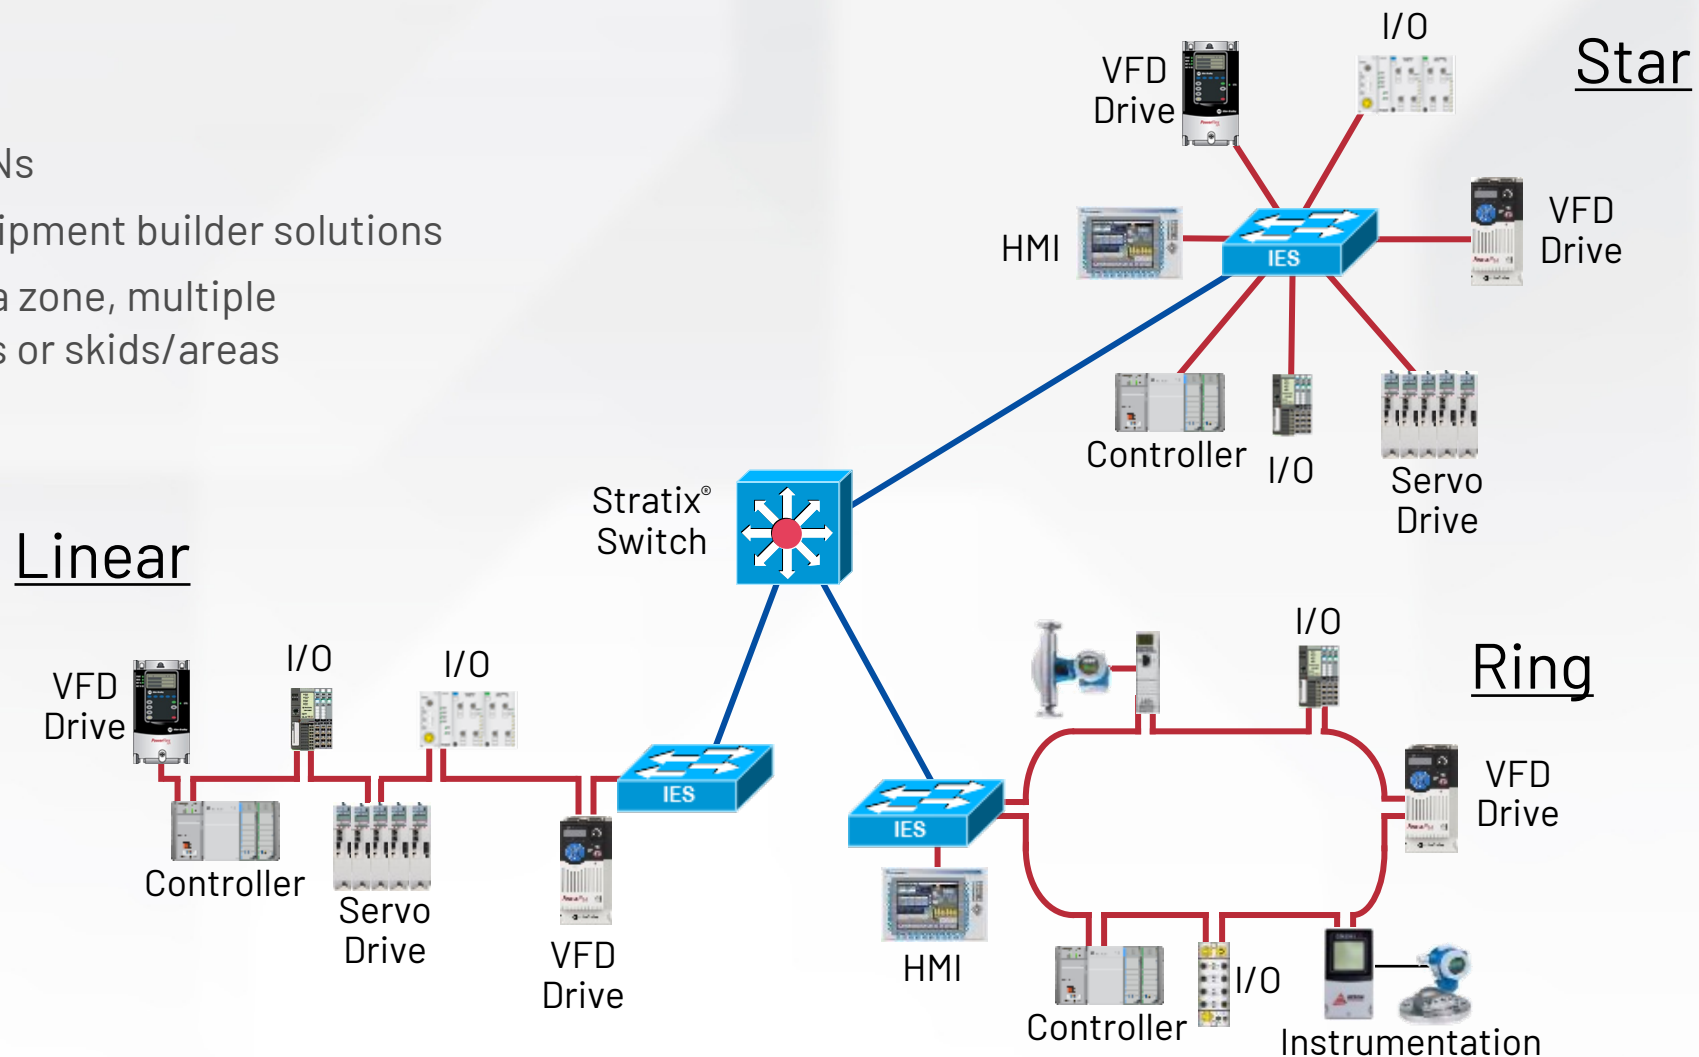 Ns
ipment builder solutions
a zone, multiple
s or skids/areas
Star
I/O
VFD
Drive
HMI
IES
VFD
Drive
Controller
I/O
Servo
Drive
Stratix®
Switch
Linear
VFD
Drive
I/O
I/O
IES
Controller
Servo
Drive
VFD
Drive
Ring
I/O
VFD
Drive
IES
HMI
Controller
I/O
Instrumentation